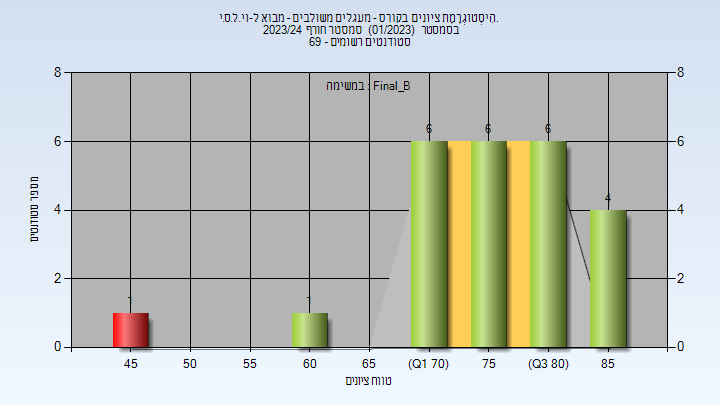 .הִיסְטוֹגְרָמַת ציונים בקורס - מעגלים משולבים - מבוא ל-וי.ל.ס.י
בסמסטר (01/2023) סמסטר חורף 2023/24
סטודנטים רשומים - 69
במשימה : Final_B
8 8
6 6 6 6 6
4 4 4
2 2
1 1
0 0
45 50 55 60 65 (Q1 70) 75 (Q3 80) 85
טווח ציונים
מספר סטודנטים